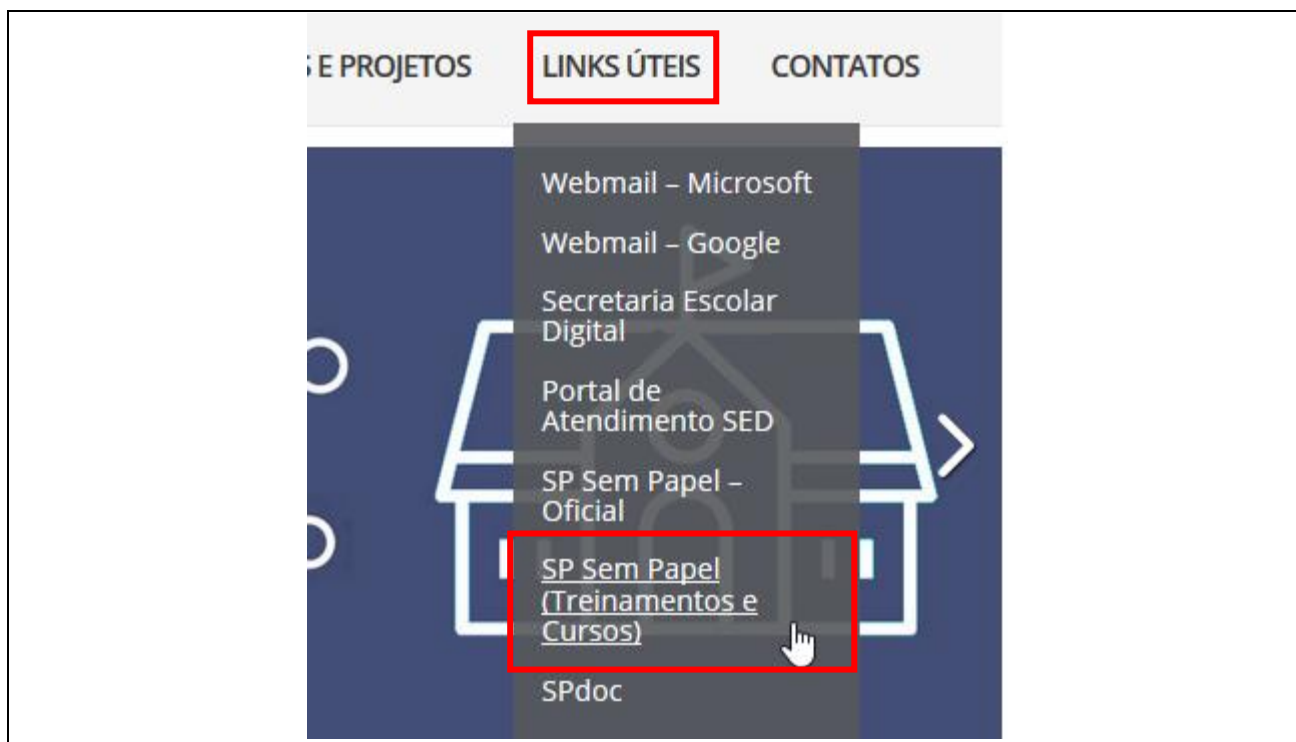 S E PROJETOS LINKS ÚTEIS CONTATOS
Webmail – Microsoft
Webmail – Google
Secretaria Escolar
Digital
Portal de
Atendimento SED
SP Sem Papel –
Oficial
SP Sem Papel
(Treinamentos e
Cursos)
SPdoc